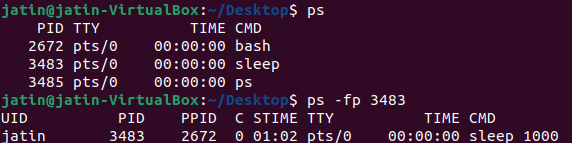 jatin@jatin-VirtualBox:~/Desktop$ ps
    PID TTY          TIME CMD
   2672 pts/0    00:00:00 bash
   3483 pts/0    00:00:00 sleep
   3485 pts/0    00:00:00 ps
jatin@jatin-VirtualBox:~/Desktop$ ps -fp 3483
UID          PID    PPID  C STIME TTY          TIME CMD
jatin       3483    2672  0 01:02 pts/0    00:00:00 sleep 1000